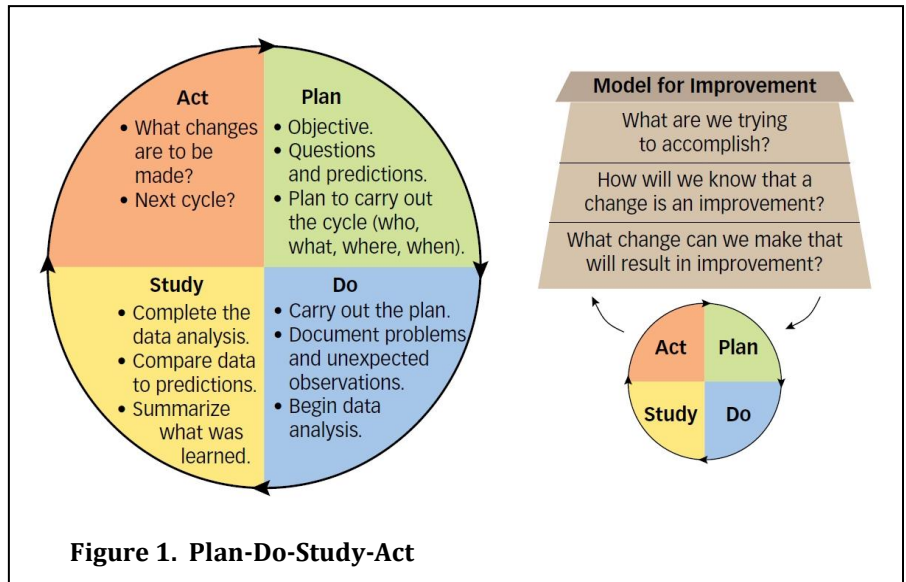 Act
• What changes
are to be
made?
• Next cycle?
Plan
• Objective.
• Questions
and predictions.
• Plan to carry out
the cycle (who,
what, where, when).
Study
• Complete the
data analysis.
• Compare data
to predictions.
• Summarize
what was
learned.
Do
• Carry out the plan.
• Document problems
and unexpected
observations.
• Begin data
analysis.
Model for Improvement
What are we trying
to accomplish?
How will we know that a
change is an improvement?
What change can we make that
will result in improvement?
Act
Plan
Study
Do
Figure 1. Plan-Do-Study-Act